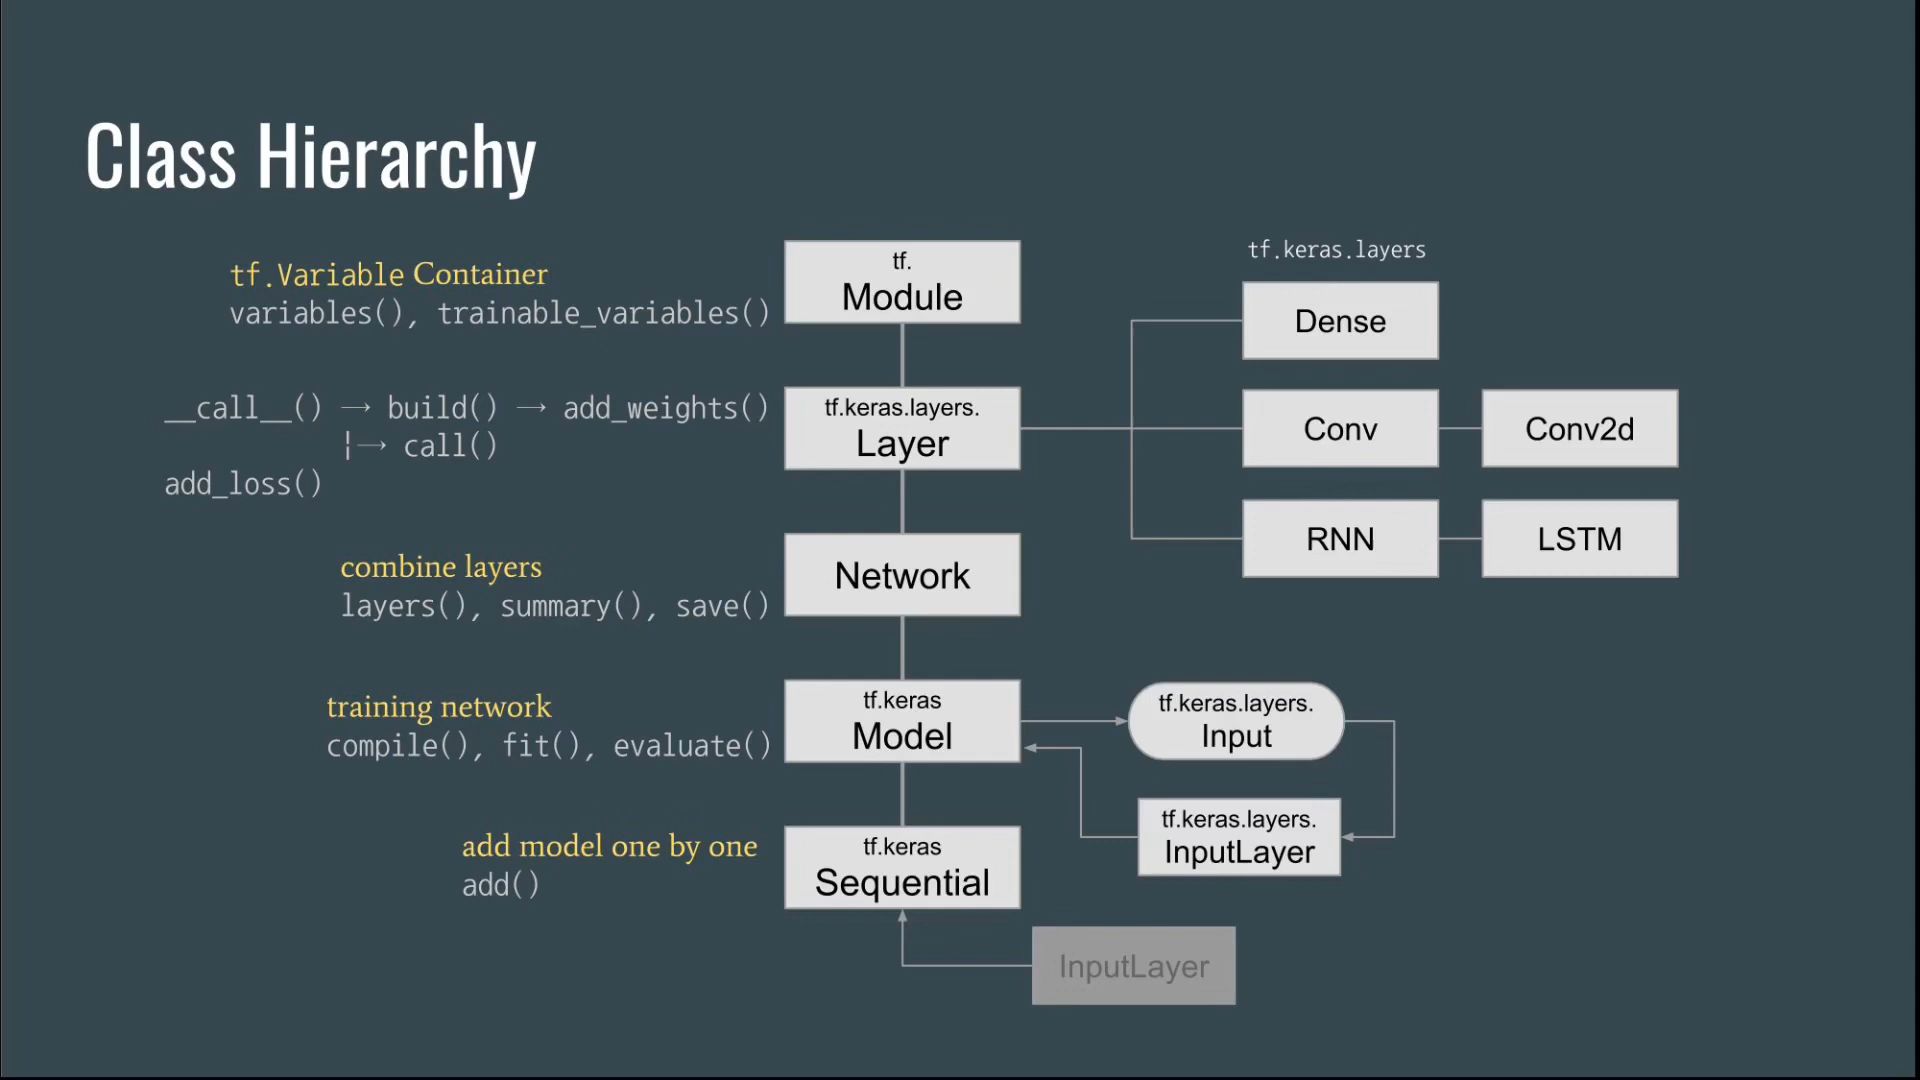 Class Hierarchy
tf.Variable Container
variables(), trainable_variables()
__call__() → build() → add_weights()
¦→ call()
add_loss()
combine layers
layers(), summary(), save()
training network
compile(), fit(), evaluate()
add model one by one
add()
tf.
Module
tf.keras.layers.
Layer
Network
tf.keras
Model
tf.keras
Sequential
tf.keras.layers
Dense
Conv
Conv2d
RNN
LSTM
tf.keras.layers.
Input
tf.keras.layers.
InputLayer
InputLayer